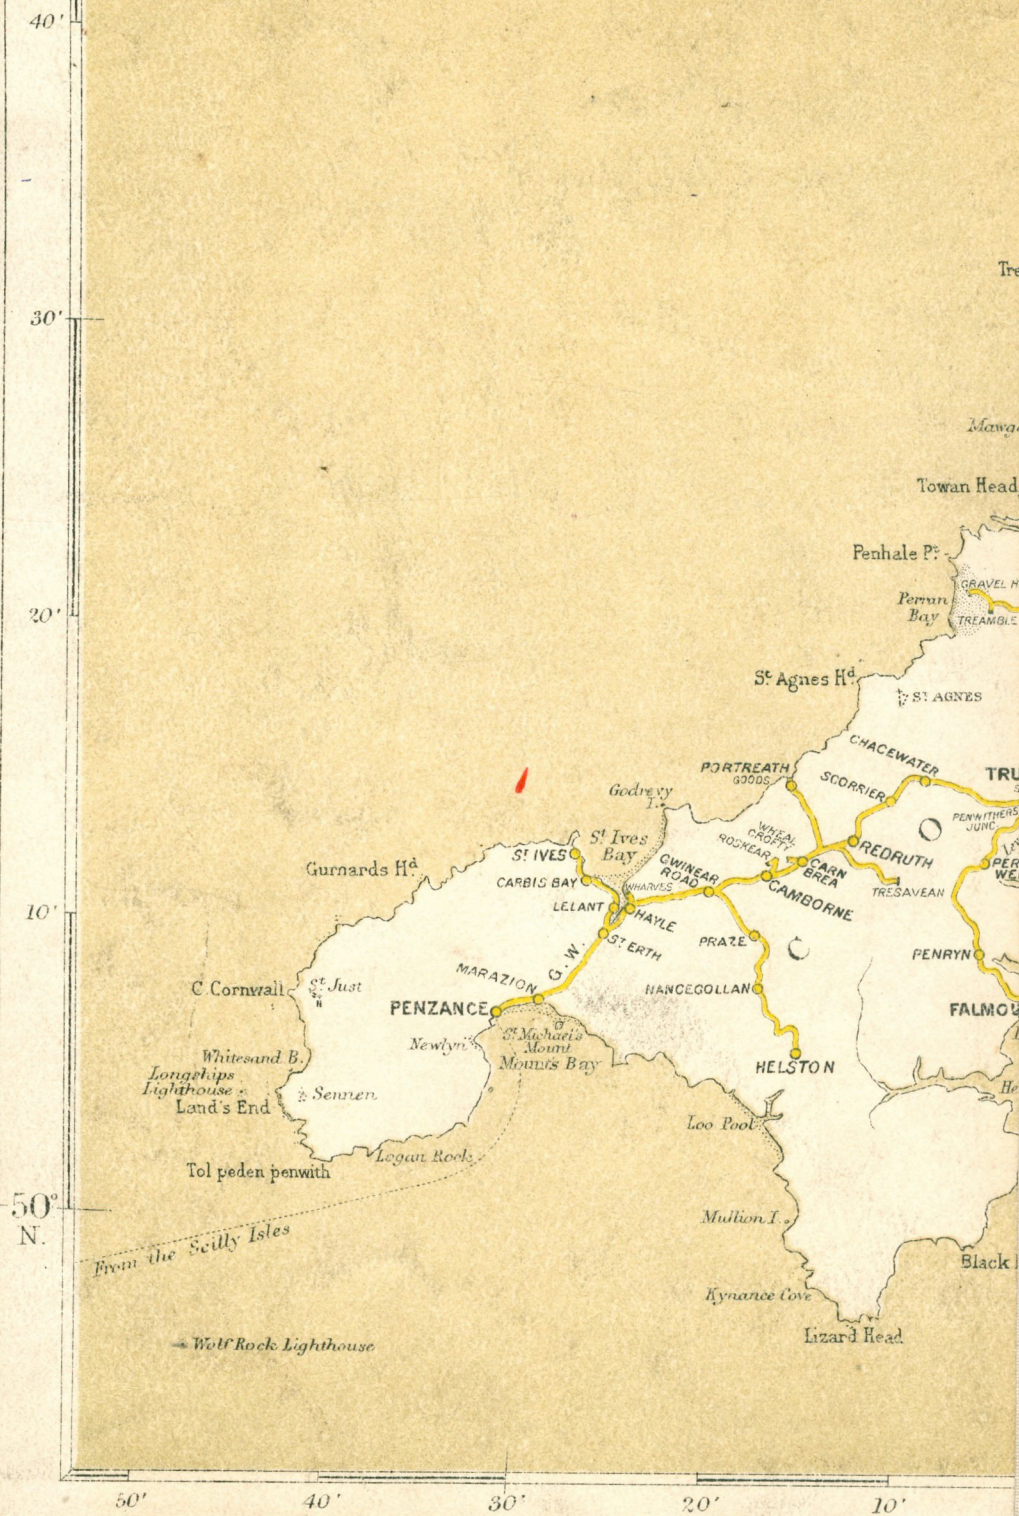 40'
30'
Tre
Mawg
Towan Head
Penhale Pt.
GRAVEL H
20'
Perran
Bay
TREAMBLE
St. Agnes Hd.
St. AGNES
CHACEWATER
PORTREATH
GOODS
SCORRIER
TRU
Godrevy
I.
PENWITHERS
JUNC.
O
St Ives
Bay
WHEAL
CROFTY
ROSKEAR
REDRUTH
St. IVES
GWINEAR
ROAD
CARN
BREA
PER
WE
Gurnards Hd.
CARBIS BAY
WHARVES
CAMBORNE
TRESAVEAN
LELANT
HAYLE
10'
PRAZE
C
PENRYN
St. ERTH
G. W.
MARAZION
NANCEGOLLAN
C. Cornwall
St. Just
PENZANCE
FALMOU
St. Michael's
Mount
Newlyn
Mount's Bay
Whitesand B.
HELSTON
Longships
Lighthouse
He
Sennen
Land's End
Loo Pool
Logan Rock
Tol peden penwith
50°
N.
Mullion I.
From the Scilly Isles
Black
Kynance Cove
Lizard Head
Wolf Rock Lighthouse
50' 40' 30' 20' 10'